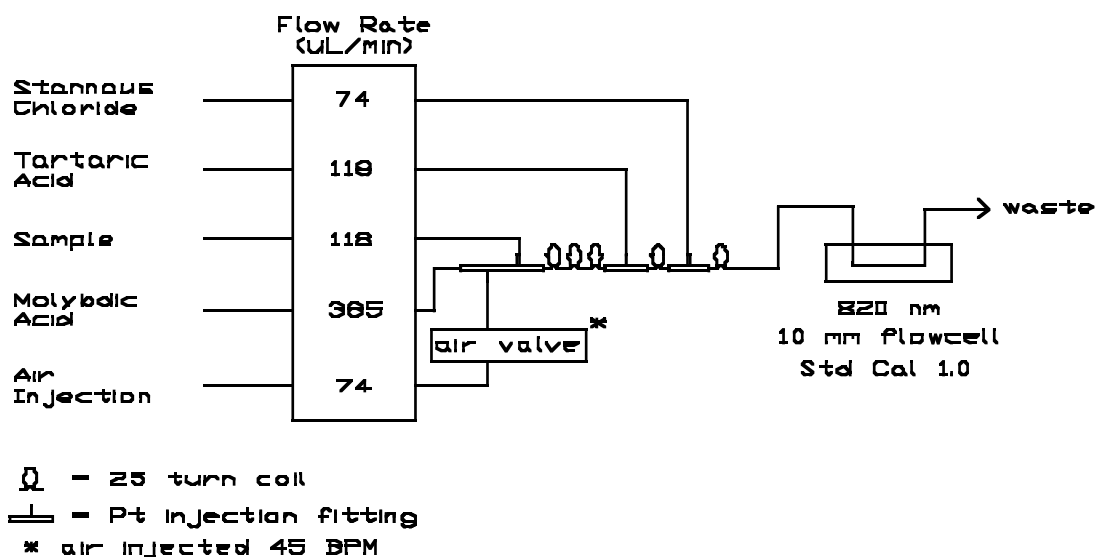 Flow Rate
(uL/min)
Stannous
Chloride
74
Tartaric
Acid
118
Sample
118
Molybdic
Acid
385
air valve
*
Air
Injection
74
waste
820 nm
10 mm flowcell
Std Cal 1.0
= 25 turn coil
= Pt injection fitting
* air injected 45 BPM